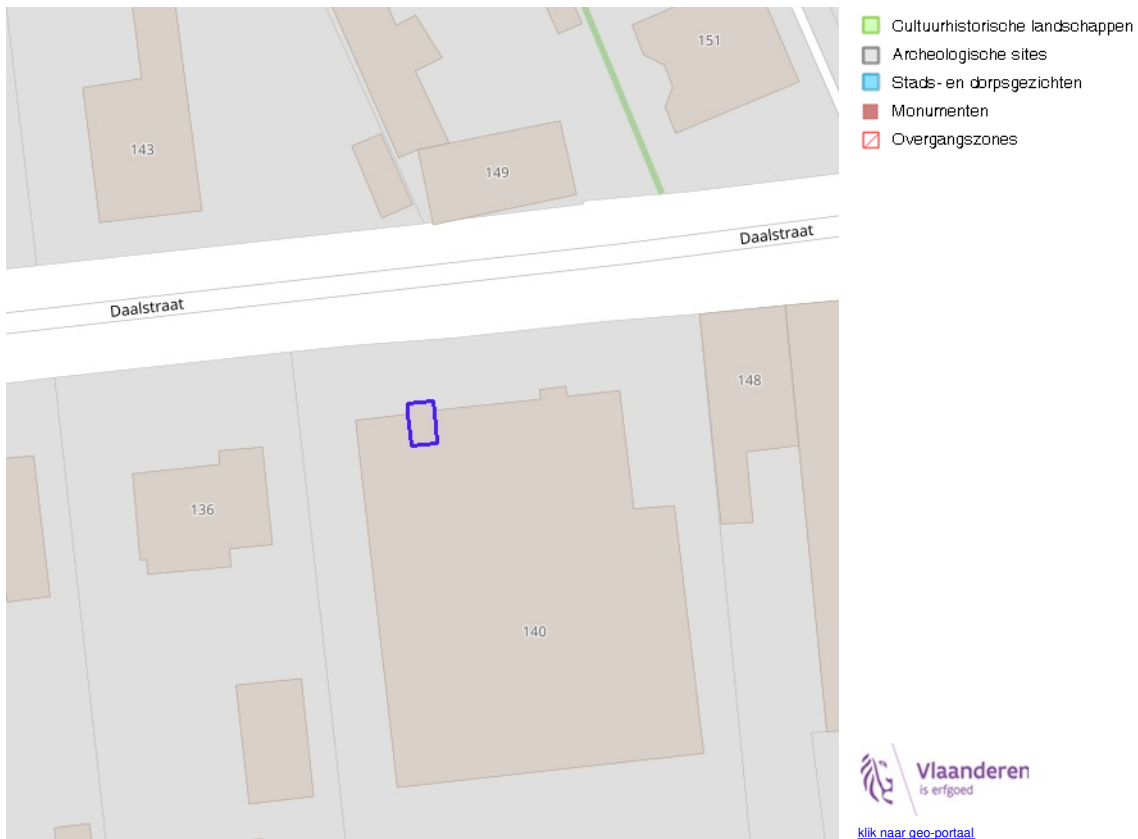 151
143
149
Daalstraat
Daalstraat
148
136
140
Cultuurhistorische landschappen
Archeologische sites
Stads- en dorpsgezichten
Monumenten
Overgangszones
Vlaanderen
is erfgoed
klik naar geo-portaal